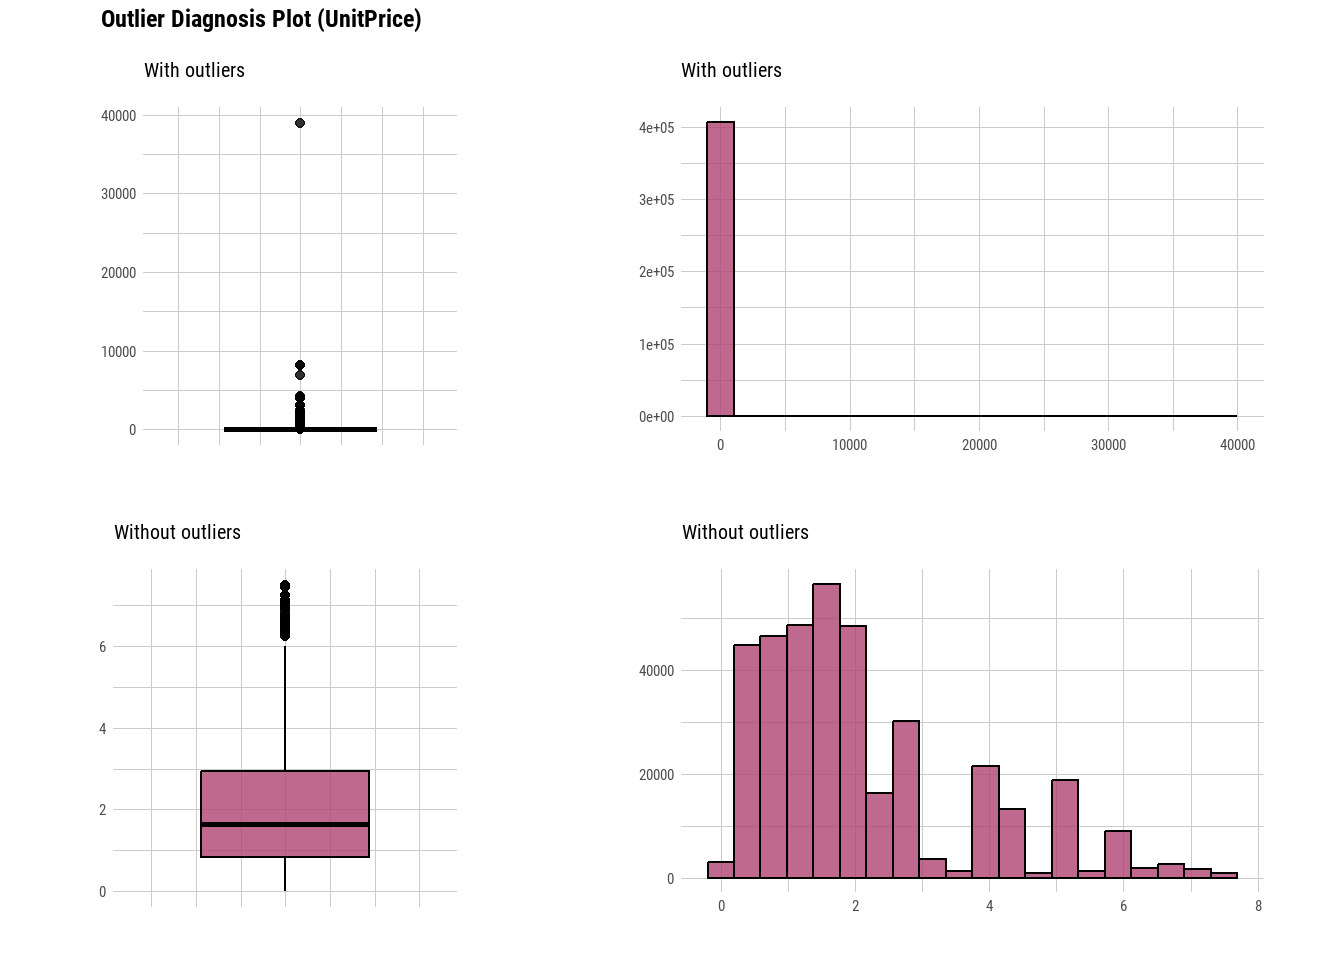 Outlier Diagnosis Plot (UnitPrice)
With outliers
40000
30000
20000
10000
0
With outliers
4e+05
3e+05
2e+05
1e+05
0e+00
0 10000 20000 30000 40000
Without outliers
6
4
2
0
Without outliers
40000
20000
0
0 2 4 6 8